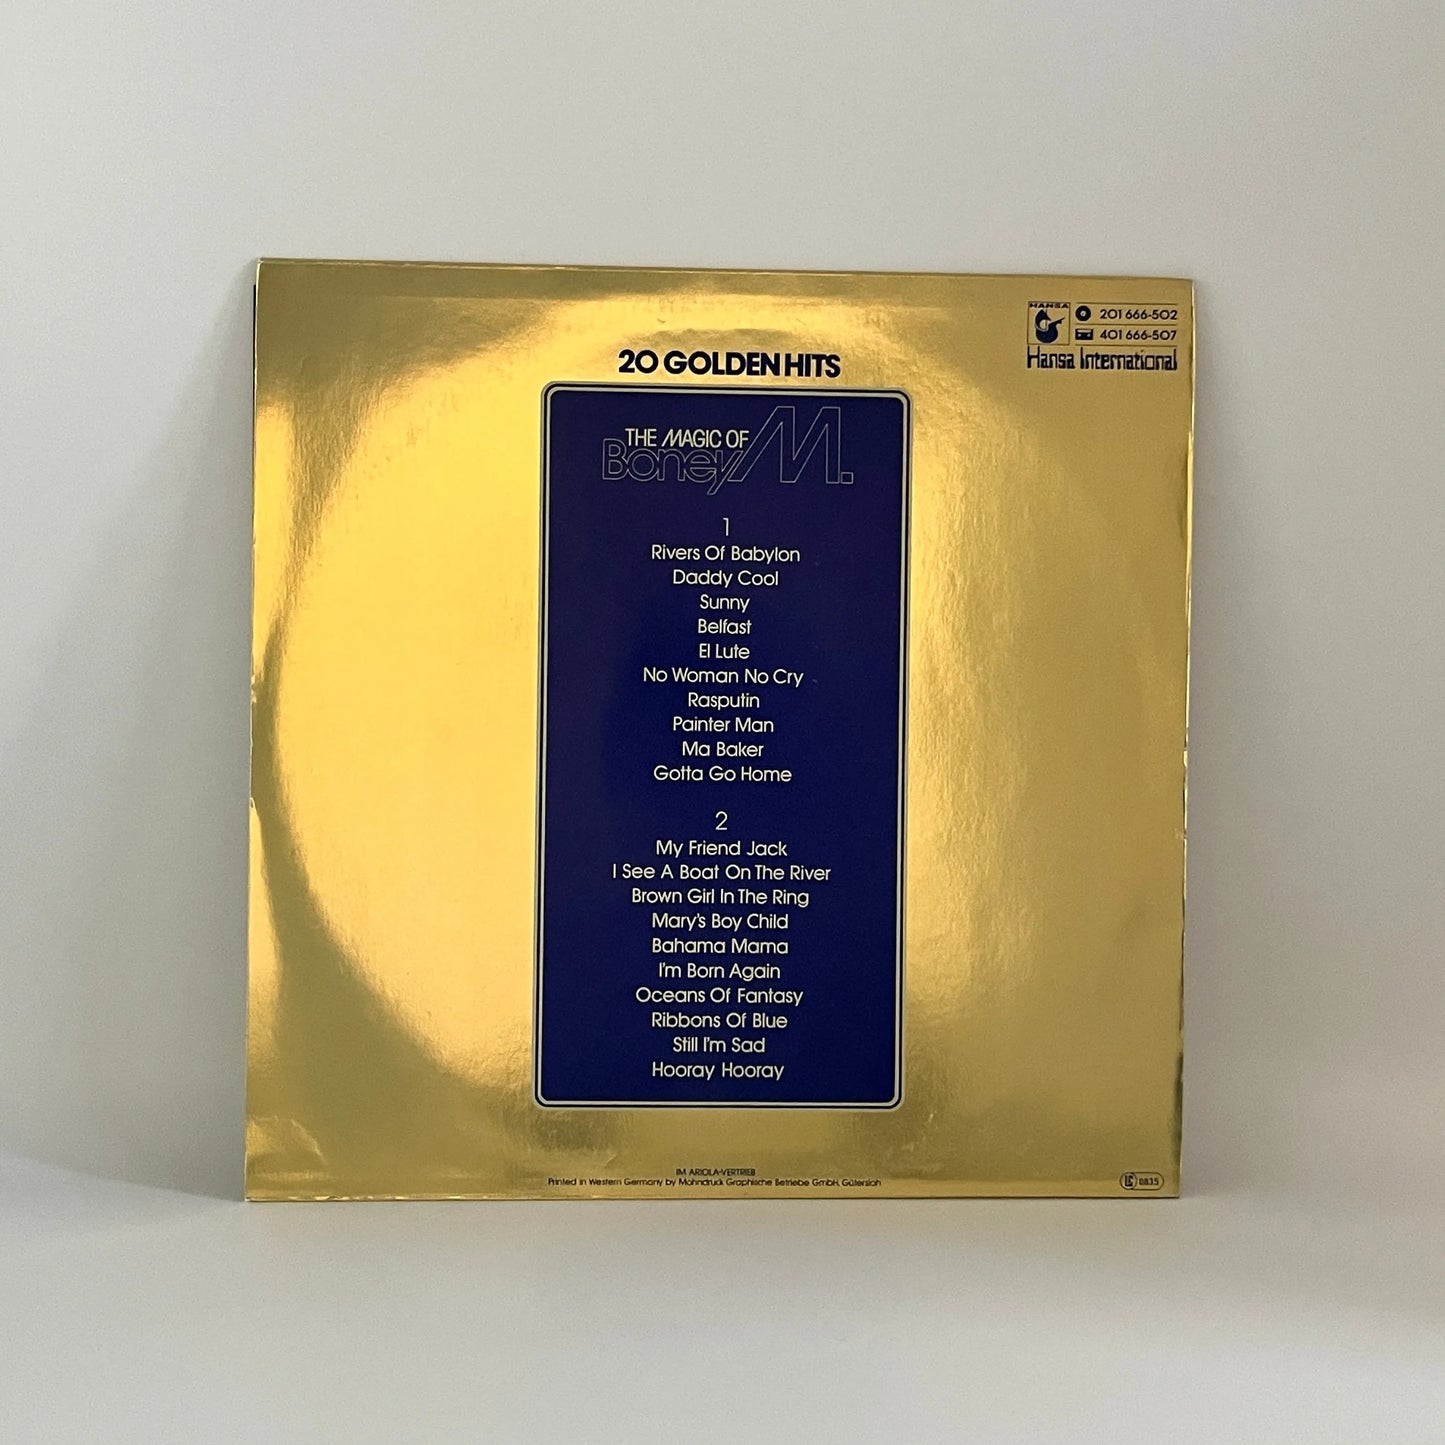 HANSA
201 666-502
401 666-507
Hansa International
20 GOLDEN HITS
THE MAGIC OF
Boney M.
1
Rivers Of Babylon
Daddy Cool
Sunny
Belfast
El Lute
No Woman No Cry
Rasputin
Painter Man
Ma Baker
Gotta Go Home
2
My Friend Jack
I See A Boat On The River
Brown Girl In The Ring
Mary's Boy Child
Bahama Mama
I'm Born Again
Oceans Of Fantasy
Ribbons Of Blue
Still I'm Sad
Hooray Hooray
IM ARIOLA-VERTRIEB
Printed in Western Germany by Mohndruck Graphische Betriebe GmbH, Gütersloh
LC 0835